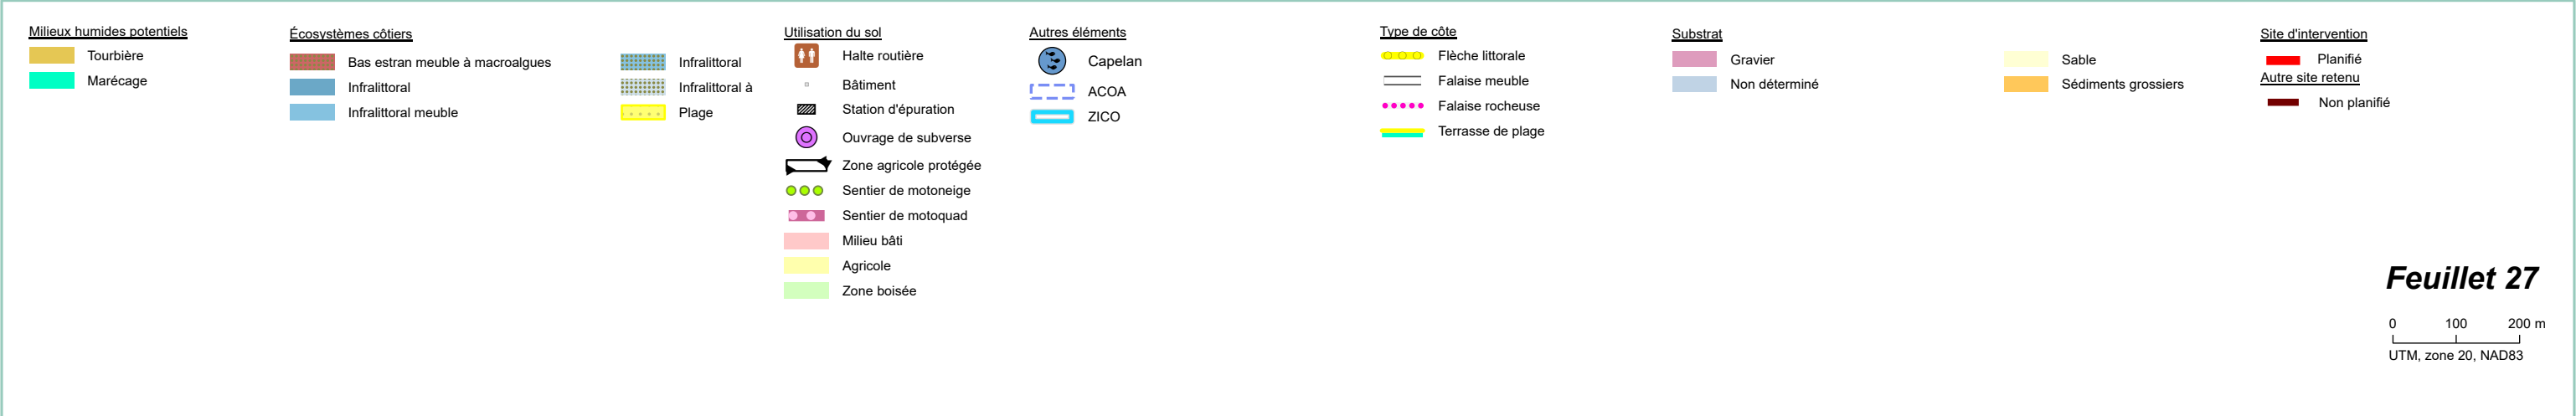 Milieux humides potentiels
Tourbière
Marécage
Écosystèmes côtiers
Bas estran meuble à macroalgues
Infralittoral
Infralittoral meuble
Infralittoral
Infralittoral à
Plage
Utilisation du sol
Halte routière
Bâtiment
Station d'épuration
Ouvrage de subverse
Zone agricole protégée
Sentier de motoneige
Sentier de motoquad
Milieu bâti
Agricole
Zone boisée
Autres éléments
Capelan
ACOA
ZICO
Type de côte
Flèche littorale
Falaise meuble
Falaise rocheuse
Terrasse de plage
Substrat
Gravier
Non déterminé
Sable
Sédiments grossiers
Site d'intervention
Planifié
Autre site retenu
Non planifié
Feuillet 27
0 100 200 m
UTM, zone 20, NAD83